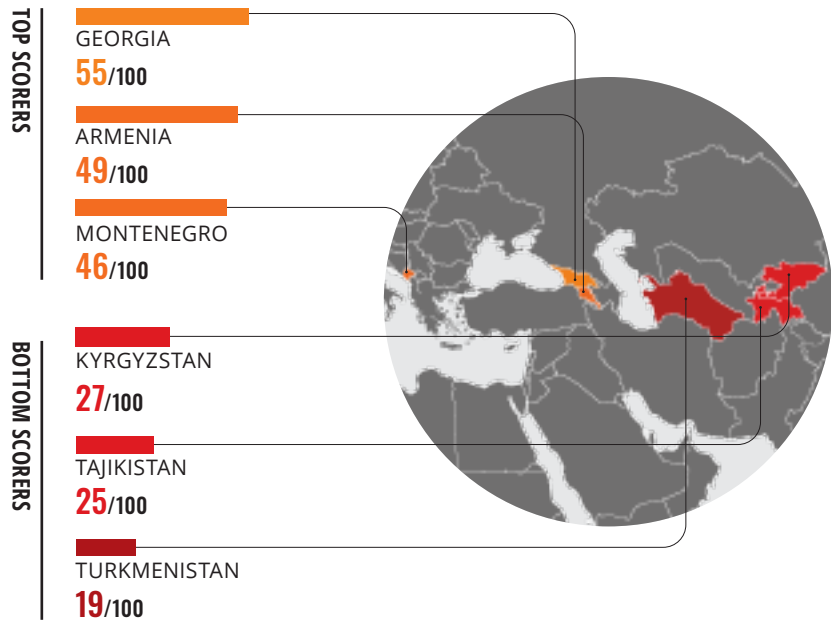 TOP SCORERS
GEORGIA
55/100
ARMENIA
49/100
MONTENEGRO
46/100
BOTTOM SCORERS
KYRGYZSTAN
27/100
TAJIKISTAN
25/100
TURKMENISTAN
19/100